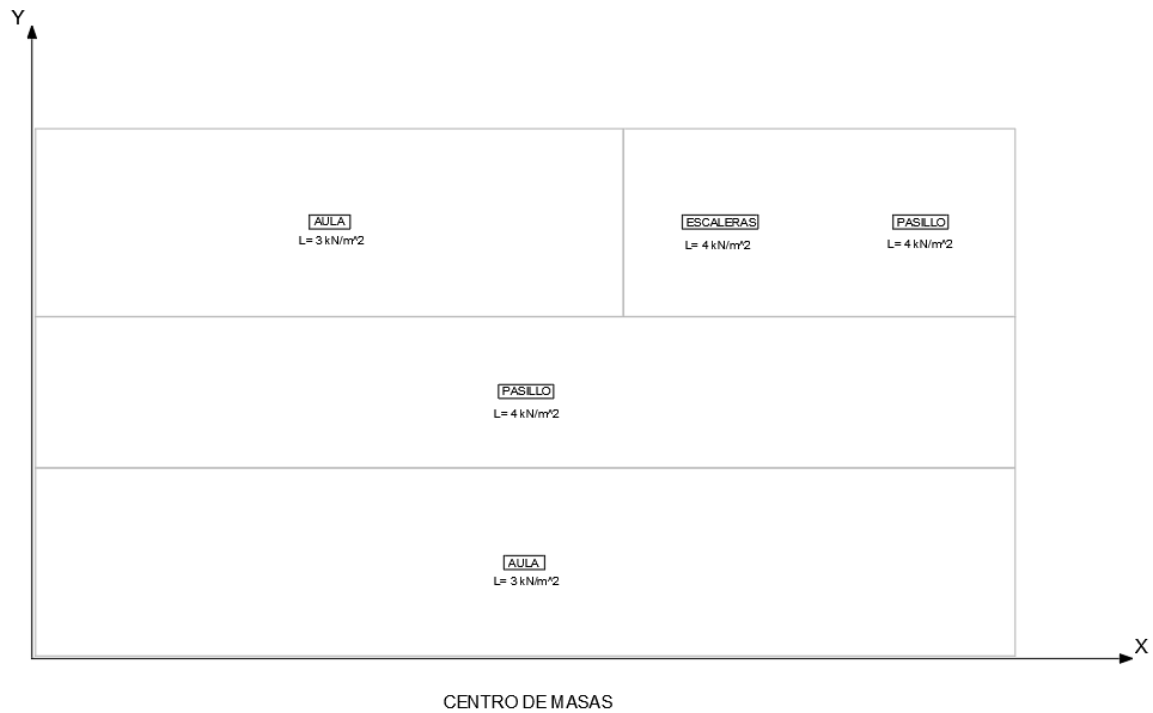 Y
AULA
L= 3 kN/m^2
ESCALERAS
L= 4 kN/m^2
PASILLO
L= 4 kN/m^2
PASILLO
L= 4 kN/m^2
AULA
L= 3 kN/m^2
X
CENTRO DE MASAS